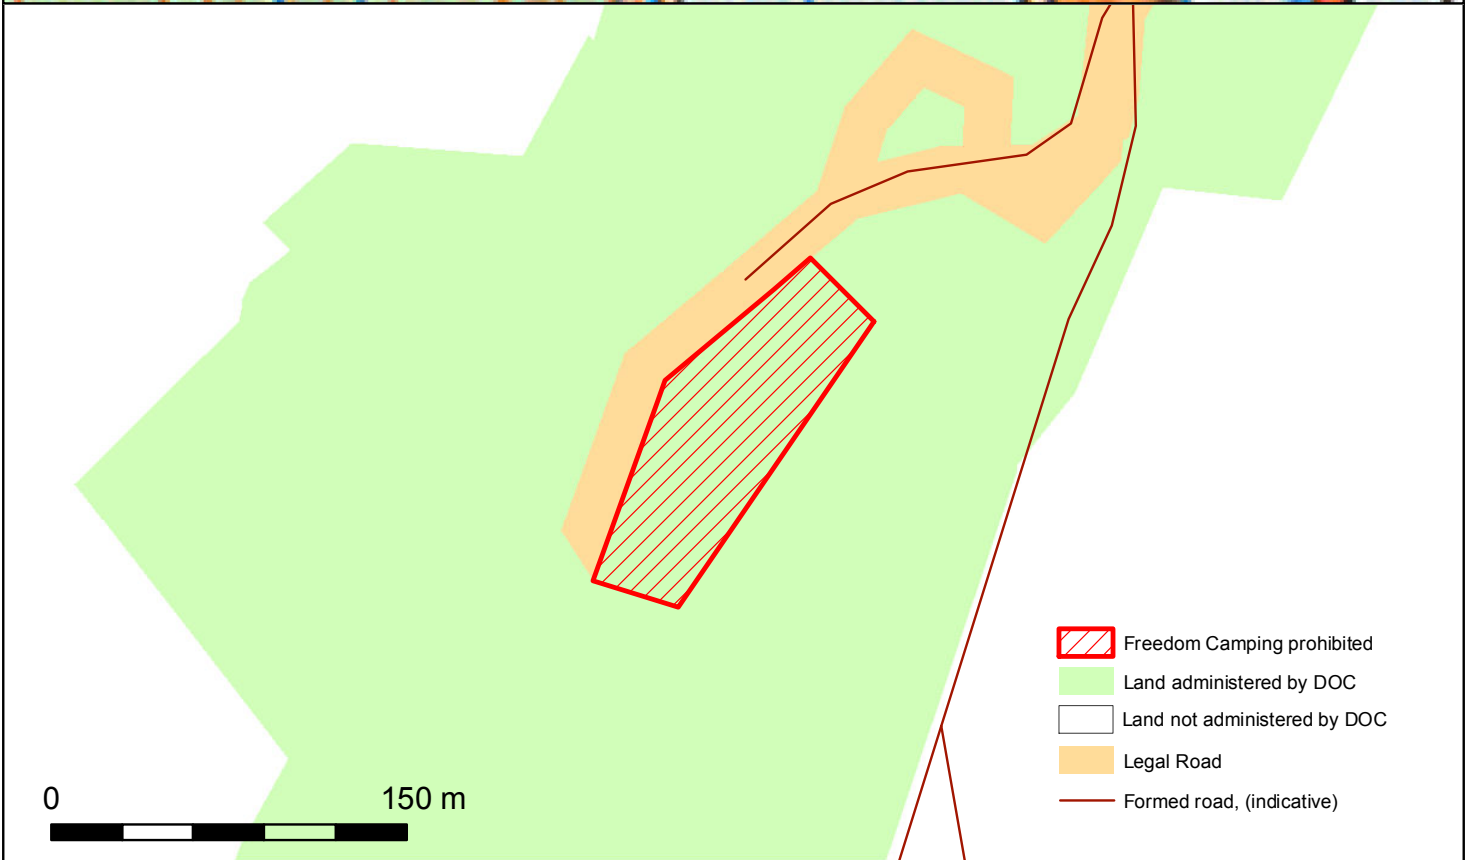 Freedom Camping prohibited
Land administered by DOC
Land not administered by DOC
Legal Road
Formed road, (indicative)
0 150 m